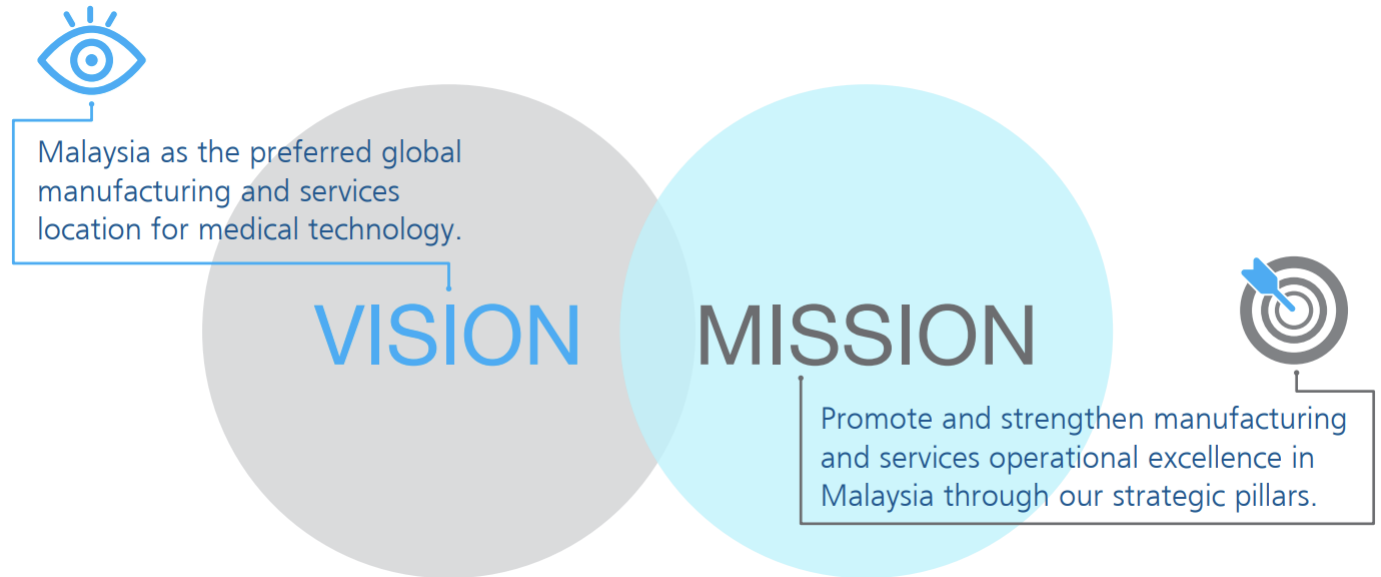 Malaysia as the preferred global
manufacturing and services
location for medical technology.
VISION
MISSION
Promote and strengthen manufacturing
and services operational excellence in
Malaysia through our strategic pillars.